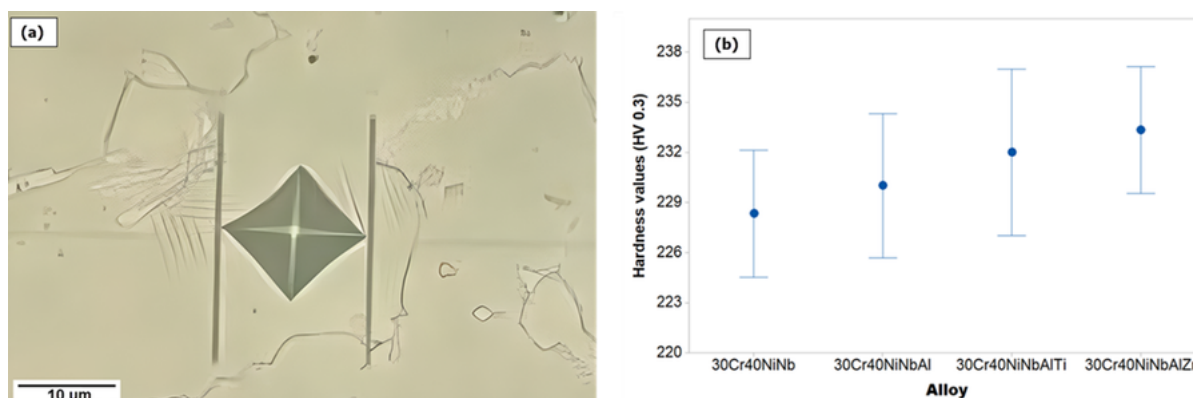 (a)
10 µm
(b)
Hardness values (HV 0.3)
238
235
232
229
226
223
220
30Cr40NiNb
30Cr40NiNbAl
30Cr40NiNbAlTi
Alloy